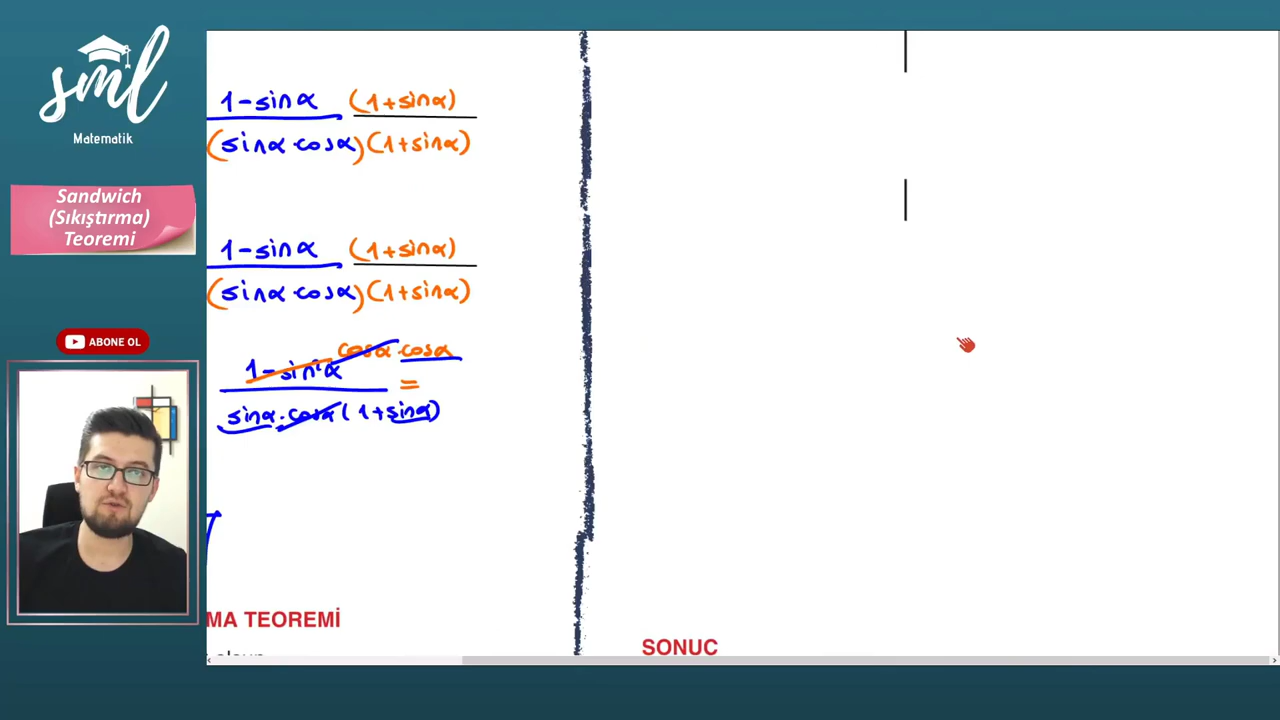 sml
Matematik
Sandwich
(Sıkıştırma)
Teoremi
ABONE OL
1-sinα (1+sinα)
(sinα·cosα)(1+sinα)
1-sinα (1+sinα)
(sinα·cosα)(1+sinα)
cosα·cosα
1-sin²α
=
sinα·cosα(1+sinα)
MA TEOREMİ
SONUC